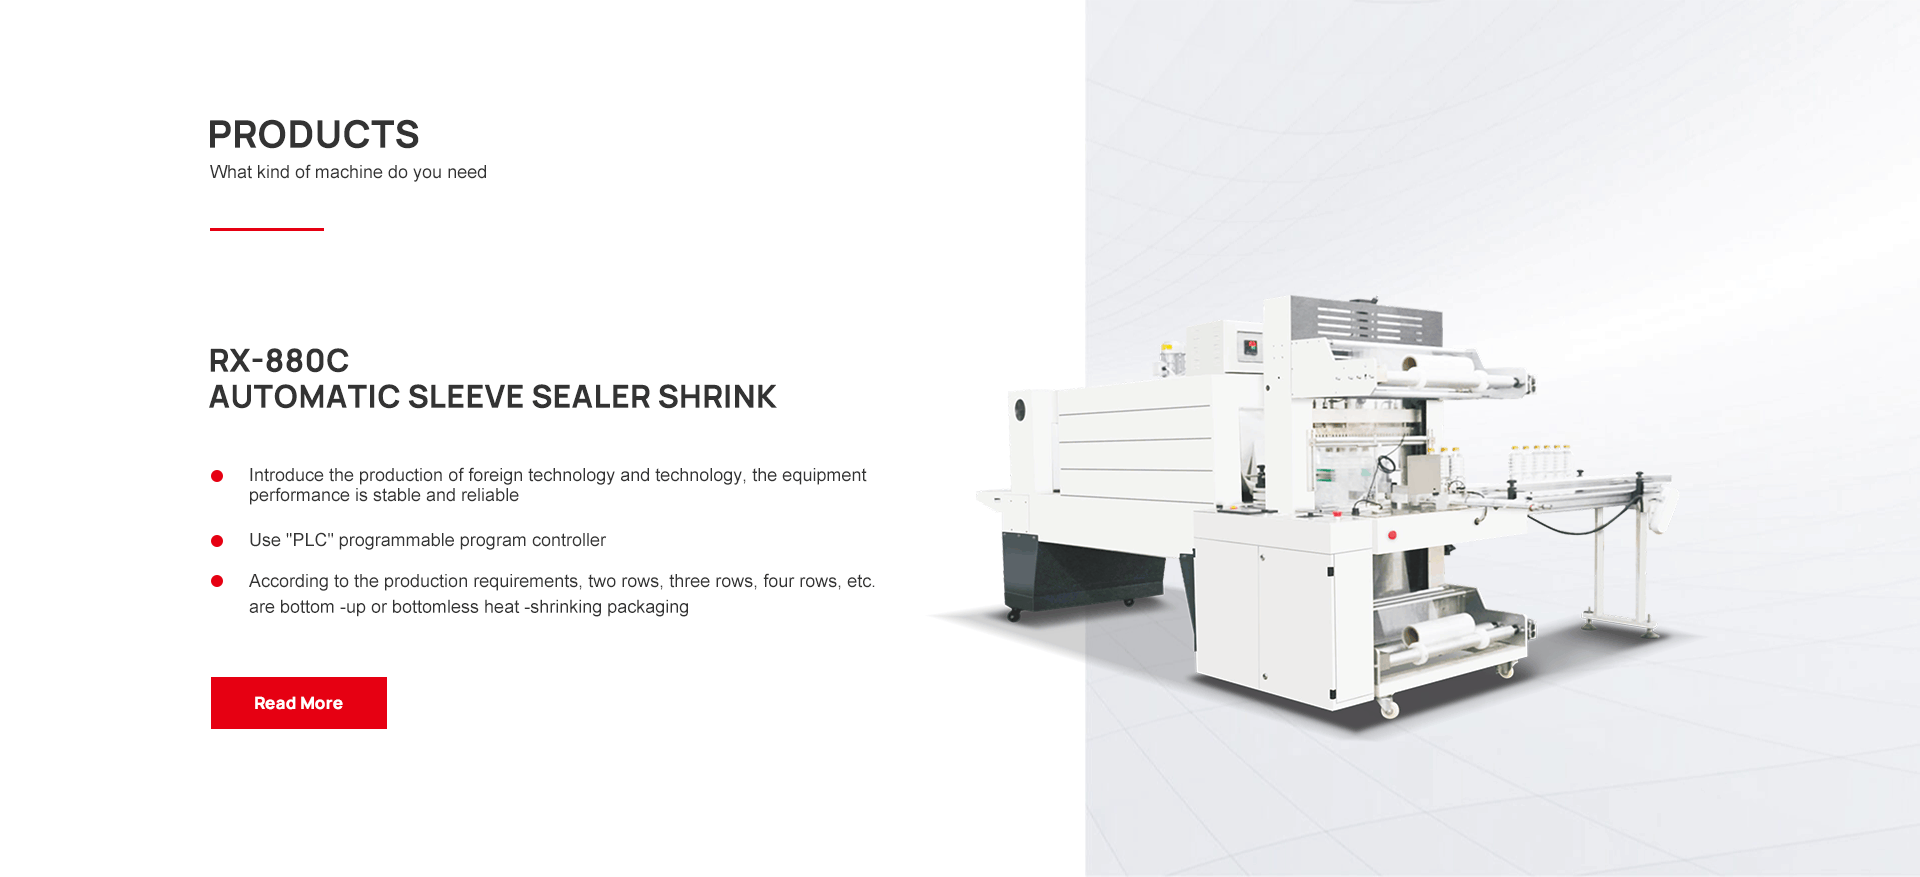 PRODUCTS
What kind of machine do you need
RX-880C
AUTOMATIC SLEEVE SEALER SHRINK
Introduce the production of foreign technology and technology, the equipment
performance is stable and reliable
Use "PLC" programmable program controller
According to the production requirements, two rows, three rows, four rows, etc.
are bottom -up or bottomless heat -shrinking packaging
Read More